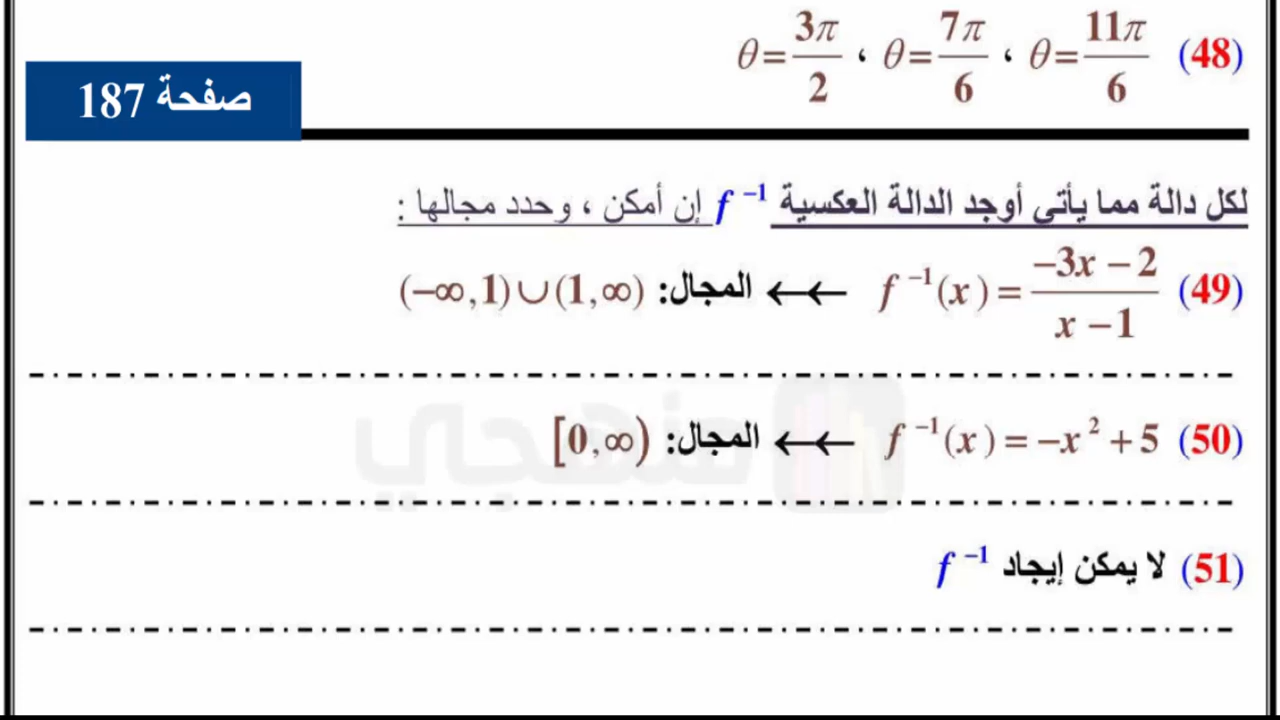 (48) θ=11π/6 ، θ=7π/6 ، θ=3π/2
صفحة 187
لكل دالة مما يأتي أوجد الدالة العكسية f⁻¹ إن أمكن ، وحدد مجالها :
(49) f⁻¹(x)=(−3x−2)/(x−1) ←← المجال: (−∞,1)∪(1,∞)
(50) f⁻¹(x)=−x²+5 ←← المجال: [0,∞)
منهجي
(51) لا يمكن إيجاد f⁻¹